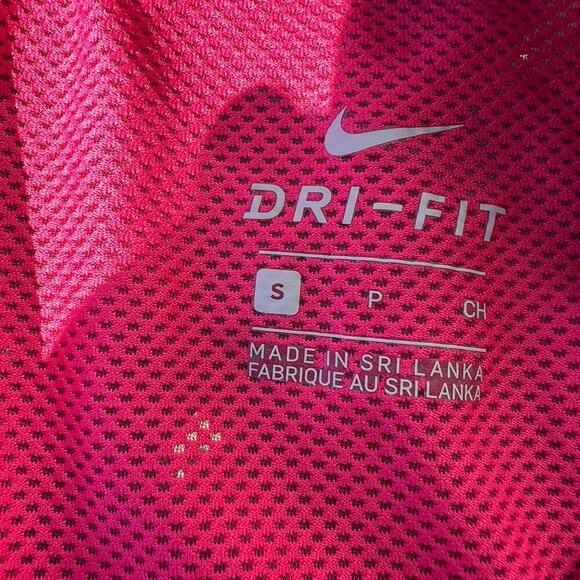 DRI-FIT
S P CH
MADE IN SRI LANKA
FABRIQUE AU SRI LANKA